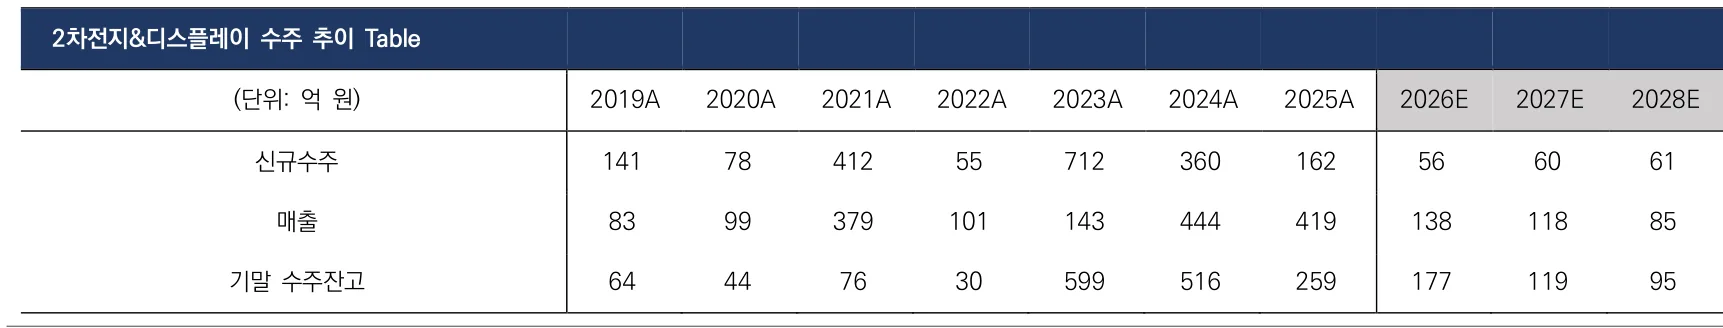 2차전지&디스플레이 수주 추이 Table
(단위: 억 원) 2019A 2020A 2021A 2022A 2023A 2024A 2025A 2026E 2027E 2028E
신규수주 141 78 412 55 712 360 162 56 60 61
매출 83 99 379 101 143 444 419 138 118 85
기말 수주잔고 64 44 76 30 599 516 259 177 119 95